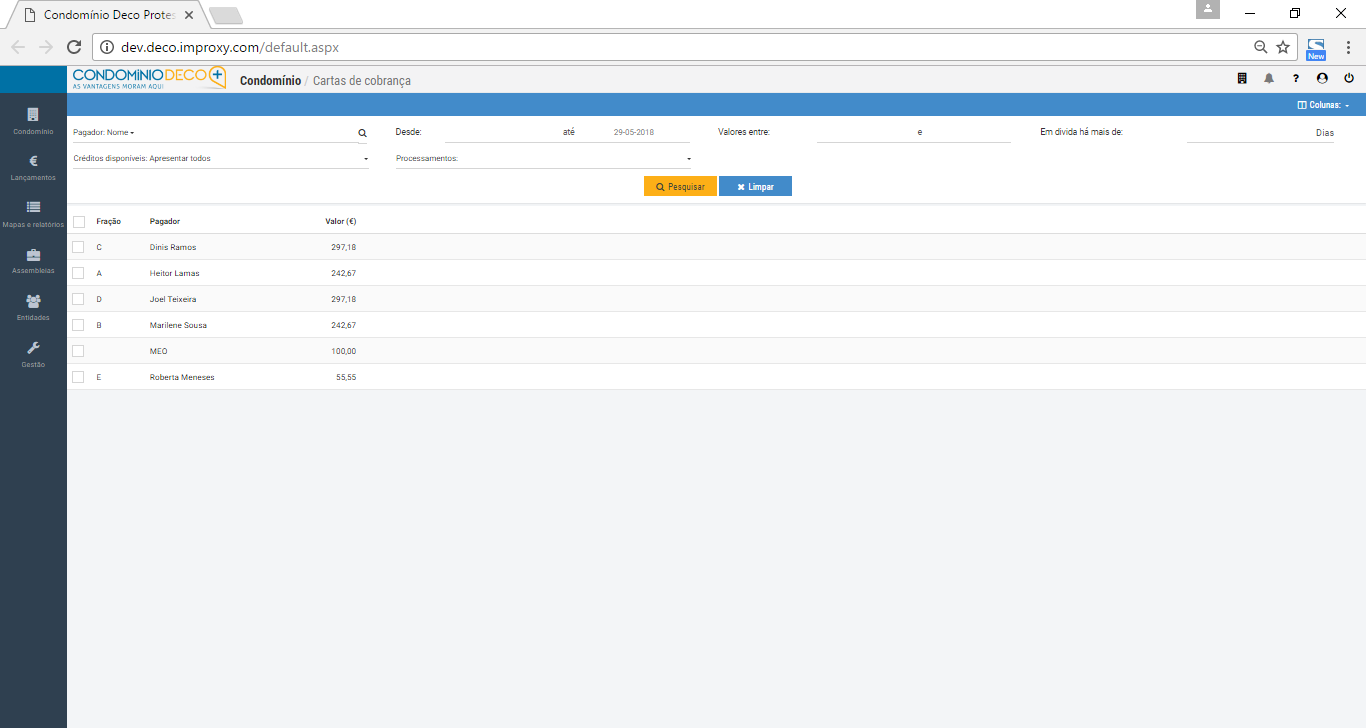 Condomínio Deco Protes
dev.deco.improxy.com/default.aspx
New
CONDOMÍNIODECO+
AS VANTAGENS MORAM AQUI
Condomínio / Cartas de cobrança
?
Colunas:
Condomínio
Lançamentos
Mapas e relatórios
Assembleias
Entidades
Gestão
Pagador: Nome
Desde: até 29-05-2018
Valores entre: e
Em dívida há mais de: Dias
Créditos disponíveis: Apresentar todos
Processamentos:
Pesquisar
Limpar
Fração Pagador Valor (€)
C Dinis Ramos 297,18
A Heitor Lamas 242,67
D Joel Teixeira 297,18
B Marilene Sousa 242,67
MEO 100,00
E Roberta Meneses 55,55